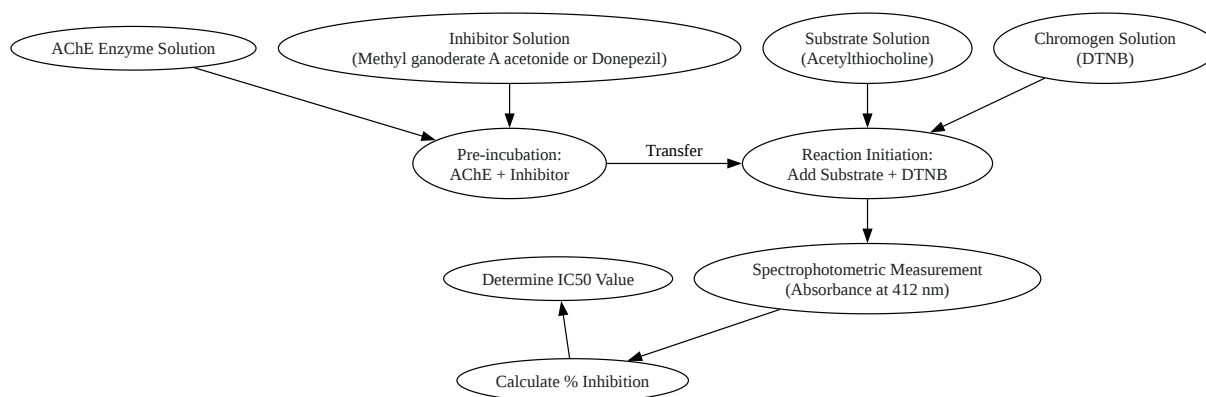 AChE Enzyme Solution
Inhibitor Solution
(Methyl ganoderate A acetonide or Donepezil)
Substrate Solution
(Acetylthiocholine)
Chromogen Solution
(DTNB)
Pre-incubation:
AChE + Inhibitor
Transfer
Reaction Initiation:
Add Substrate + DTNB
Determine IC50 Value
Spectrophotometric Measurement
(Absorbance at 412 nm)
Calculate % Inhibition